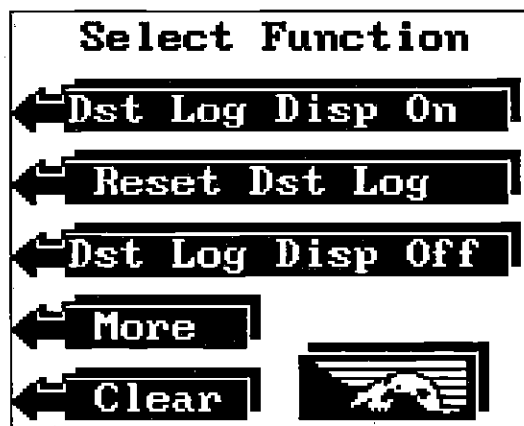 Select Function
Dst Log Disp On
Reset Dst Log
Dst Log Disp Off
More
Clear